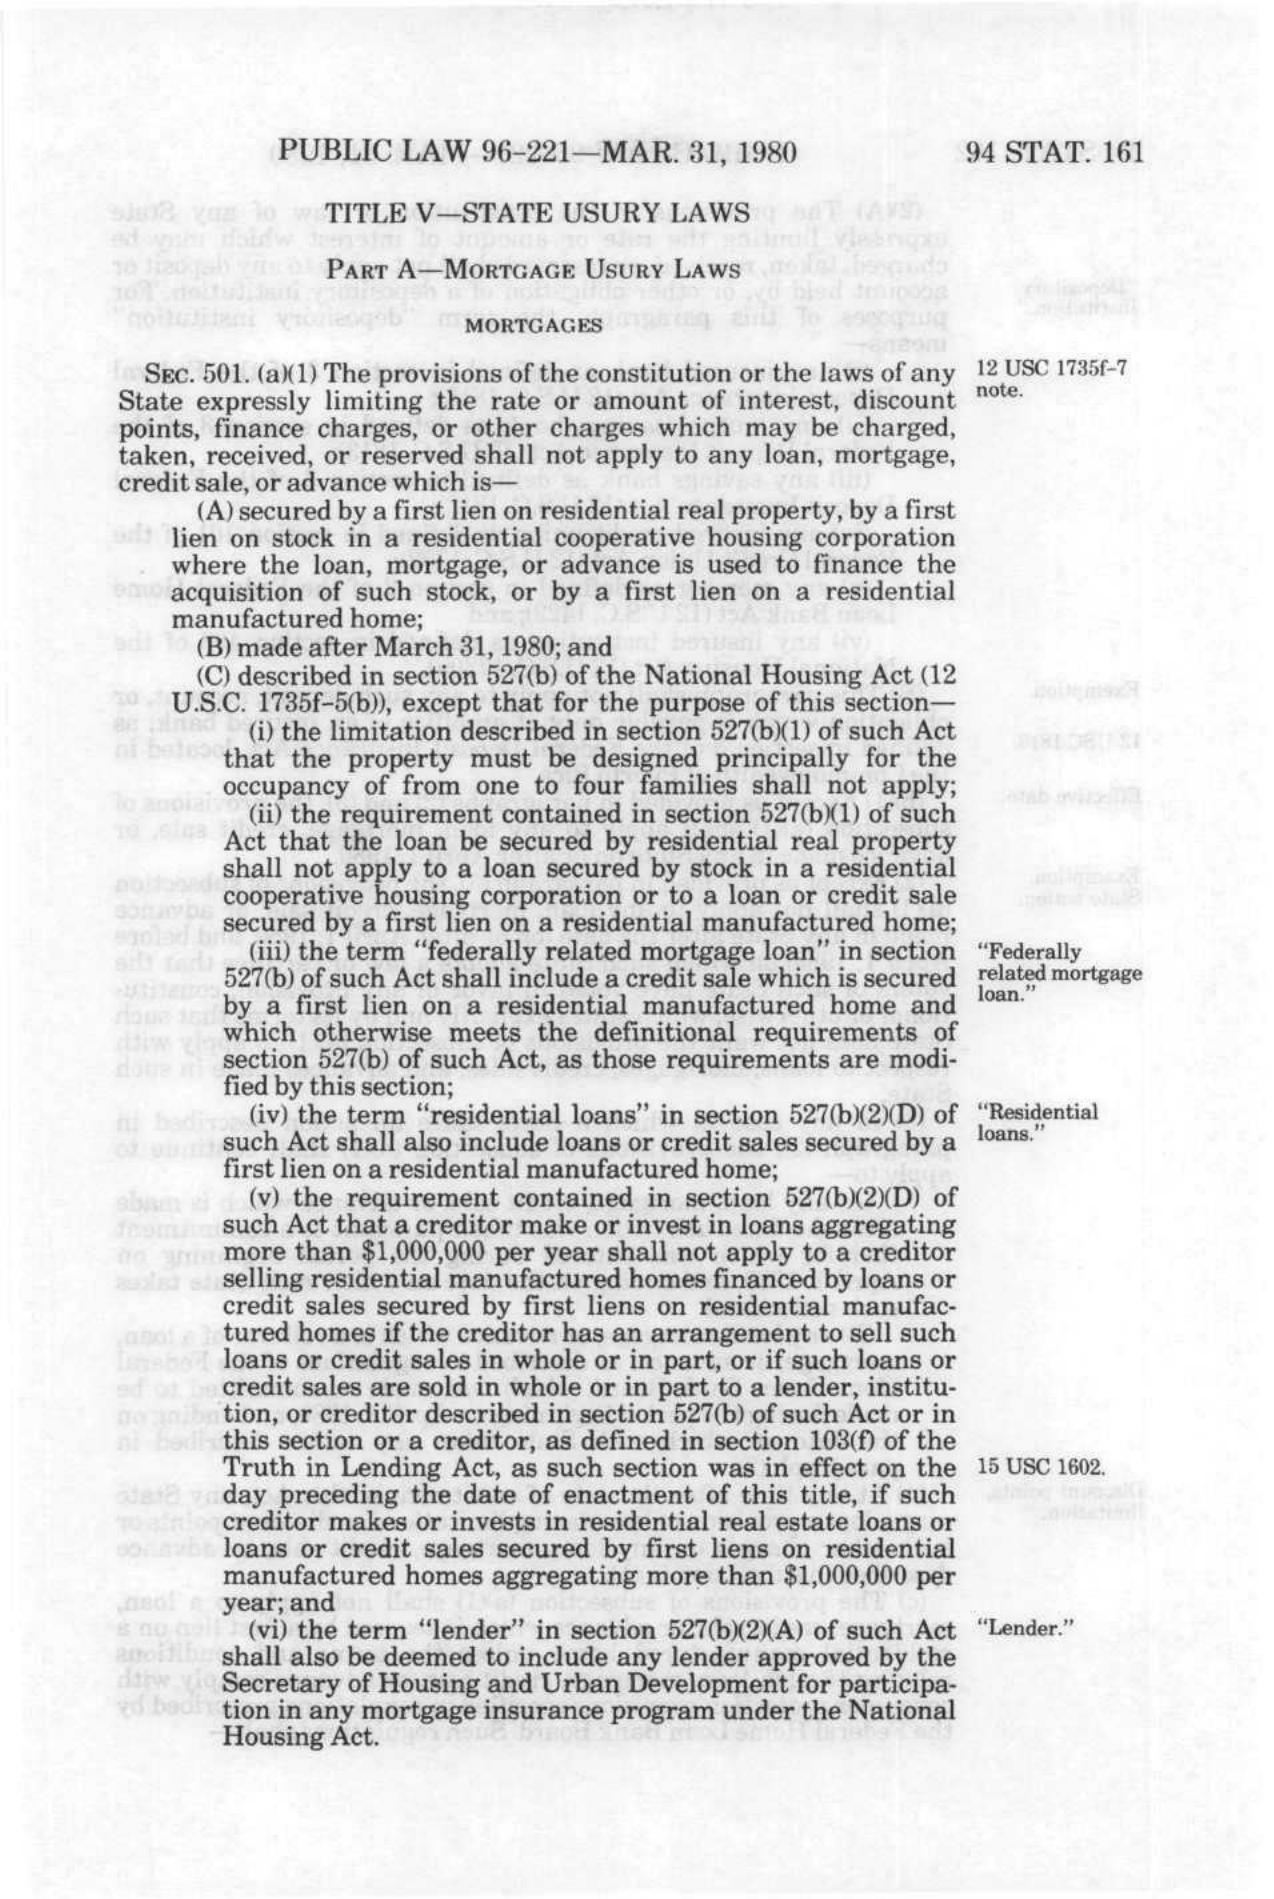 PUBLIC LAW 96-221—MAR. 31, 1980 94 STAT. 161
TITLE V—STATE USURY LAWS
PART A—MORTGAGE USURY LAWS
MORTGAGES
SEC. 501. (a)(1) The provisions of the constitution or the laws of any
State expressly limiting the rate or amount of interest, discount
points, finance charges, or other charges which may be charged,
taken, received, or reserved shall not apply to any loan, mortgage,
credit sale, or advance which is—
12 USC 1735f-7
note.
(A) secured by a first lien on residential real property, by a first
lien on stock in a residential cooperative housing corporation
where the loan, mortgage, or advance is used to finance the
acquisition of such stock, or by a first lien on a residential
manufactured home;
(B) made after March 31, 1980; and
(C) described in section 527(b) of the National Housing Act (12
U.S.C. 1735f-5(b)), except that for the purpose of this section—
(i) the limitation described in section 527(b)(1) of such Act
that the property must be designed principally for the
occupancy of from one to four families shall not apply;
(ii) the requirement contained in section 527(b)(1) of such
Act that the loan be secured by residential real property
shall not apply to a loan secured by stock in a residential
cooperative housing corporation or to a loan or credit sale
secured by a first lien on a residential manufactured home;
(iii) the term "federally related mortgage loan" in section
527(b) of such Act shall include a credit sale which is secured
by a first lien on a residential manufactured home and
which otherwise meets the definitional requirements of
section 527(b) of such Act, as those requirements are modi-
fied by this section;
"Federally
related mortgage
loan."
(iv) the term "residential loans" in section 527(b)(2)(D) of
such Act shall also include loans or credit sales secured by a
first lien on a residential manufactured home;
"Residential
loans."
(v) the requirement contained in section 527(b)(2)(D) of
such Act that a creditor make or invest in loans aggregating
more than $1,000,000 per year shall not apply to a creditor
selling residential manufactured homes financed by loans or
credit sales secured by first liens on residential manufac-
tured homes if the creditor has an arrangement to sell such
loans or credit sales in whole or in part, or if such loans or
credit sales are sold in whole or in part to a lender, institu-
tion, or creditor described in section 527(b) of such Act or in
this section or a creditor, as defined in section 103(f) of the
Truth in Lending Act, as such section was in effect on the
day preceding the date of enactment of this title, if such
creditor makes or invests in residential real estate loans or
loans or credit sales secured by first liens on residential
manufactured homes aggregating more than $1,000,000 per
year; and
15 USC 1602.
(vi) the term "lender" in section 527(b)(2)(A) of such Act
shall also be deemed to include any lender approved by the
Secretary of Housing and Urban Development for participa-
tion in any mortgage insurance program under the National
Housing Act.
"Lender."